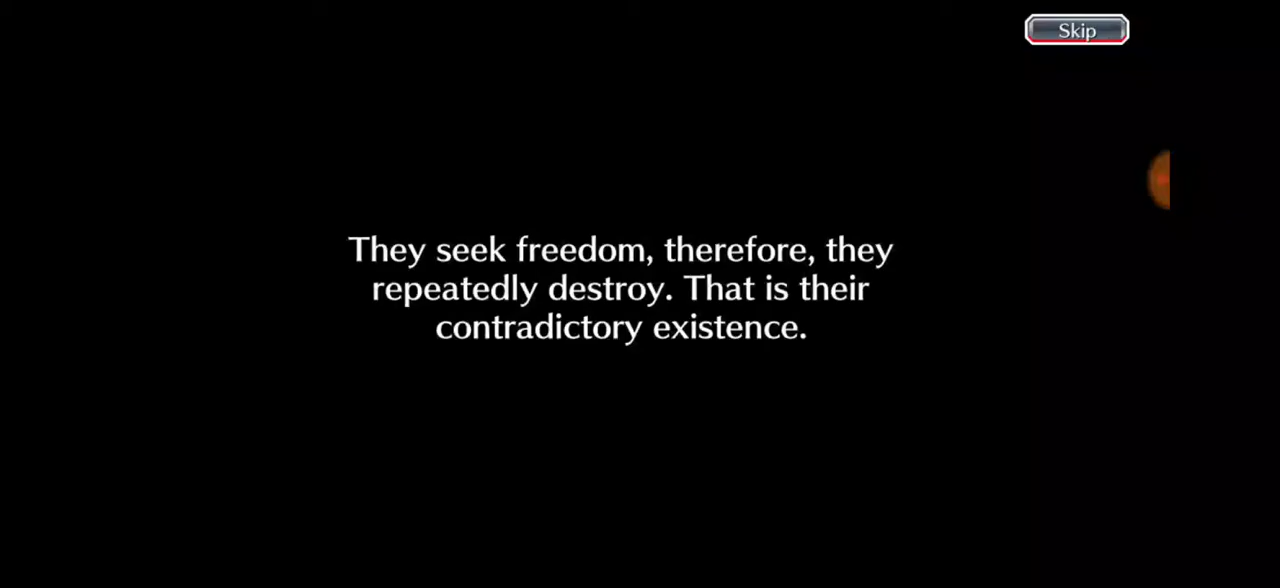 Skip
They seek freedom, therefore, they
repeatedly destroy. That is their
contradictory existence.